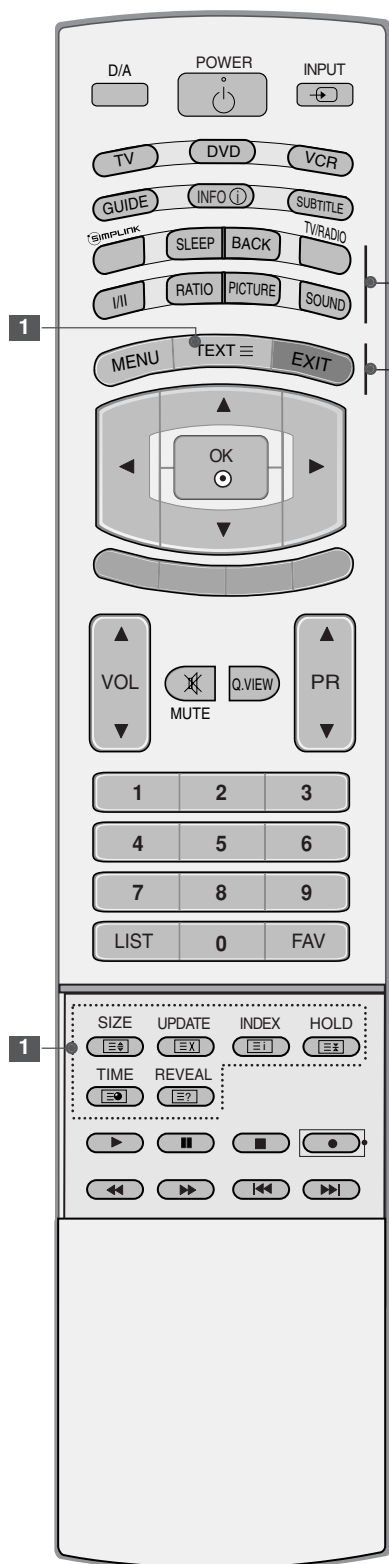 D/A POWER INPUT
TV DVD VCR
GUIDE INFO i SUBTITLE
SIMPLINK SLEEP BACK TV/RADIO
I/II RATIO PICTURE SOUND
1
MENU TEXT EXIT
OK
VOL MUTE Q.VIEW PR
1 2 3
4 5 6
7 8 9
LIST 0 FAV
SIZE UPDATE INDEX HOLD
1
TIME REVEAL